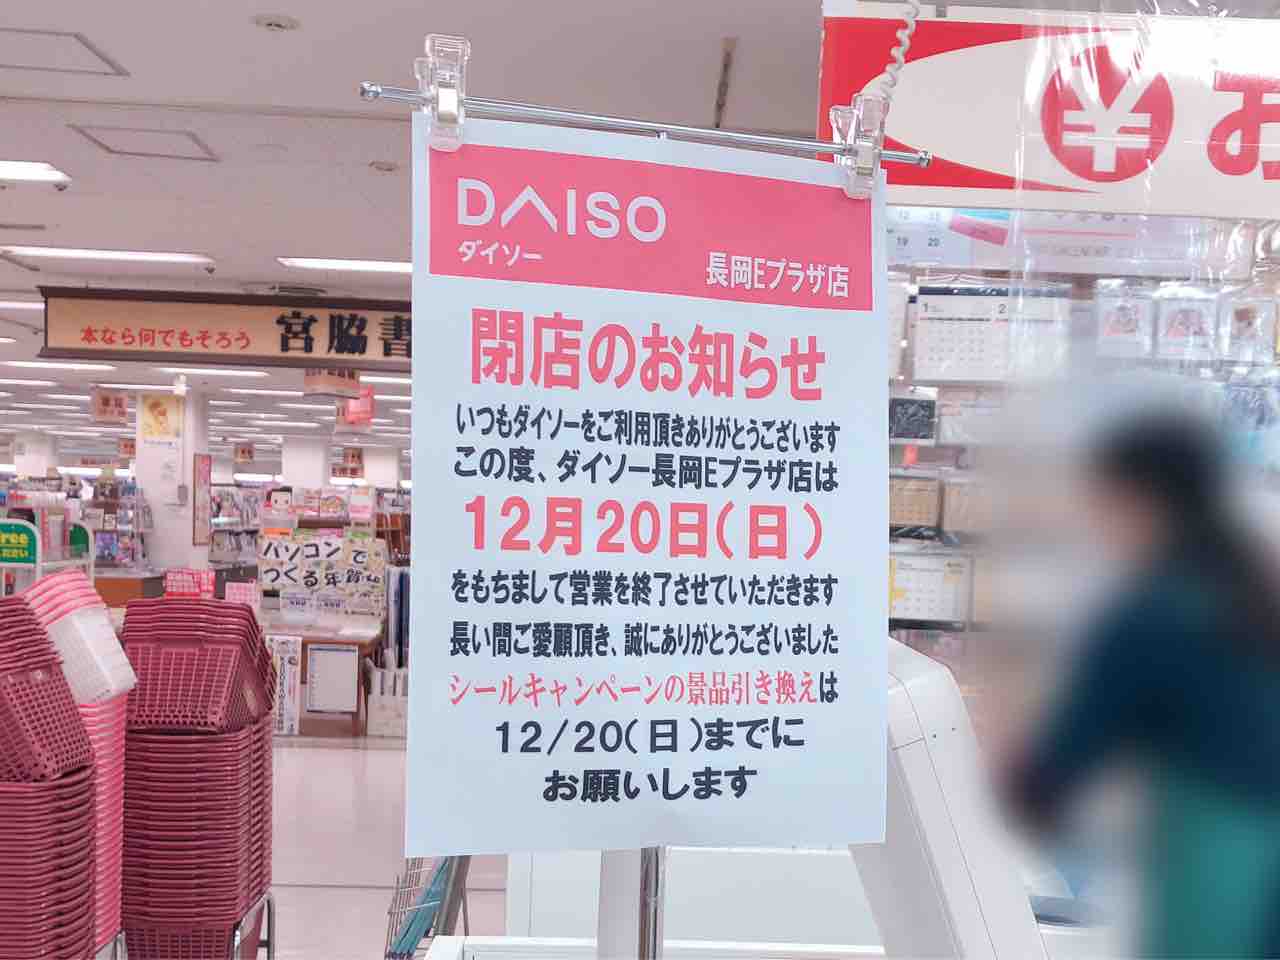 DAISO
ダイソー
長岡Eプラザ店
閉店のお知らせ
いつもダイソーをご利用頂きありがとうございます
この度、ダイソー長岡Eプラザ店は
12月20日(日)
をもちまして営業を終了させていただきます
長い間ご愛顧頂き、誠にありがとうございました
シールキャンペーンの景品引き換えは
12/20(日)までに
お願いします
本なら何でもそろう 宮脇書
パソコンで
つくる年賀
¥お